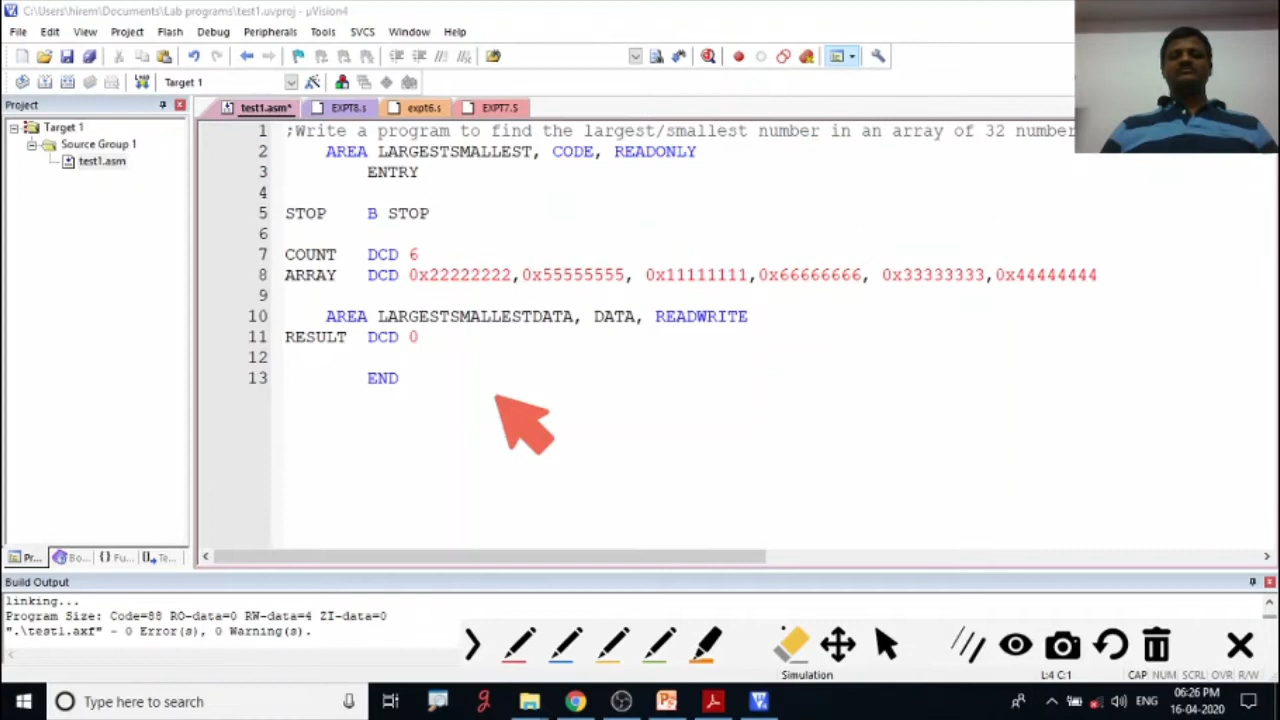 C:\Users\hirem\Documents\Lab programs\test1.uvproj - µVision4
File Edit View Project Flash Debug Peripherals Tools SVCS Window Help
Target 1
Project
test1.asm* EXPT8.s expt6.s EXPT7.S
Target 1
Source Group 1
test1.asm
1 ;Write a program to find the largest/smallest number in an array of 32 number
2 AREA LARGESTSMALLEST, CODE, READONLY
3 ENTRY
4
5 STOP B STOP
6
7 COUNT DCD 6
8 ARRAY DCD 0x22222222,0x55555555, 0x11111111,0x66666666, 0x33333333,0x44444444
9
10 AREA LARGESTSMALLESTDATA, DATA, READWRITE
11 RESULT DCD 0
12
13 END
Pr... Bo... {} Fu... Te...
Build Output
linking...
Program Size: Code=88 RO-data=0 RW-data=4 ZI-data=0
".\test1.axf" - 0 Error(s), 0 Warning(s).
Simulation L:4 C:1 CAP NUM SCRL OVR R/W
Type here to search
ENG
06:26 PM
16-04-2020